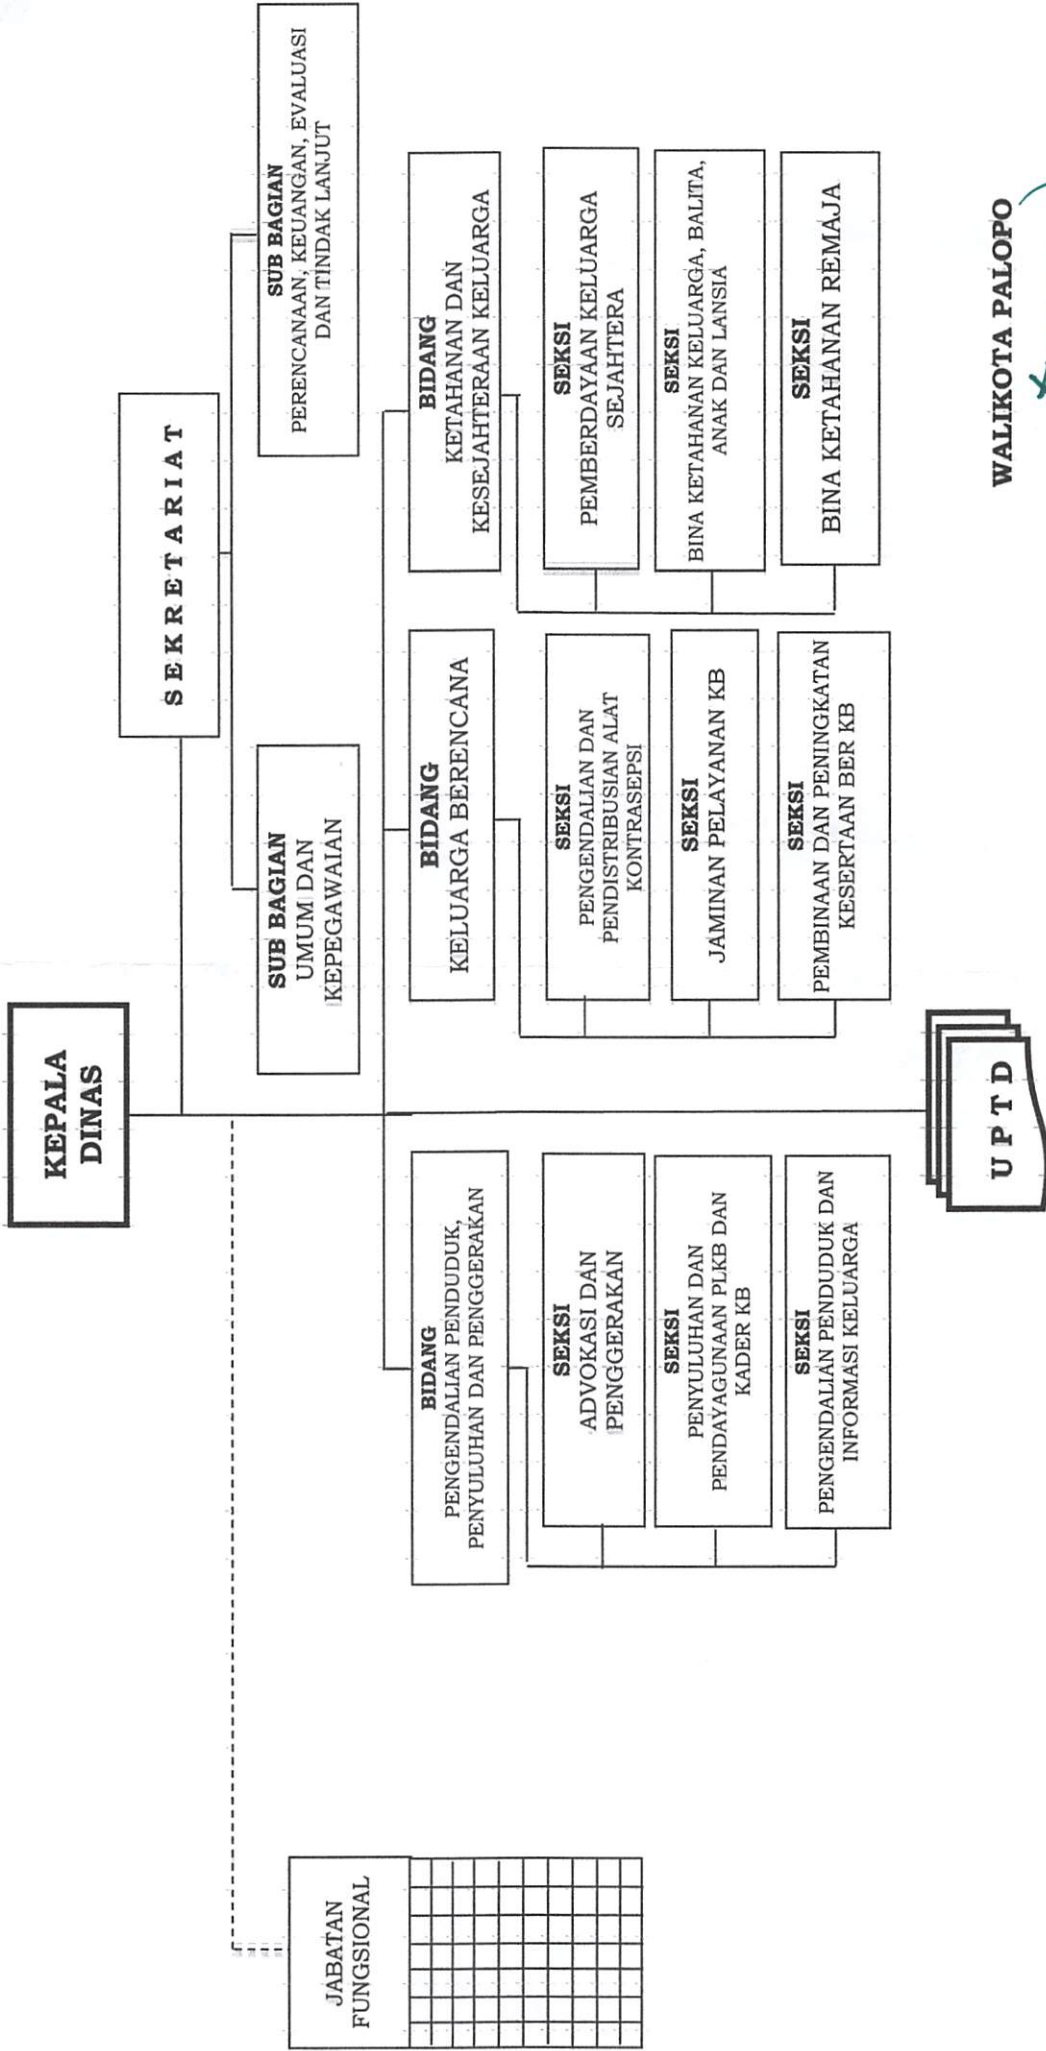 KEPALA
DINAS
SEKRETARIAT
SUB BAGIAN
UMUM DAN
KEPEGAWAIAN
SUB BAGIAN
PERENCANAAN, KEUANGAN, EVALUASI
DAN TINDAK LANJUT
JABATAN
FUNGSIONAL
BIDANG
PENGENDALIAN PENDUDUK,
PENYULUHAN DAN PENGGERAKAN
SEKSI
ADVOKASI DAN
PENGGERAKAN
SEKSI
PENYULUHAN DAN
PENDAYAGUNAAN PLKB DAN
KADER KB
SEKSI
PENGENDALIAN PENDUDUK DAN
INFORMASI KELUARGA
BIDANG
KELUARGA BERENCANA
SEKSI
PENGENDALIAN DAN
PENDISTRIBUSIAN ALAT
KONTRASEPSI
SEKSI
JAMINAN PELAYANAN KB
SEKSI
PEMBINAAN DAN PENINGKATAN
KESERTAAN BER KB
BIDANG
KETAHANAN DAN
KESEJAHTERAAN KELUARGA
SEKSI
PEMBERDAYAAN KELUARGA
SEJAHTERA
SEKSI
BINA KETAHANAN KELUARGA, BALITA,
ANAK DAN LANSIA
SEKSI
BINA KETAHANAN REMAJA
UPTD
WALIKOTA PALOPO